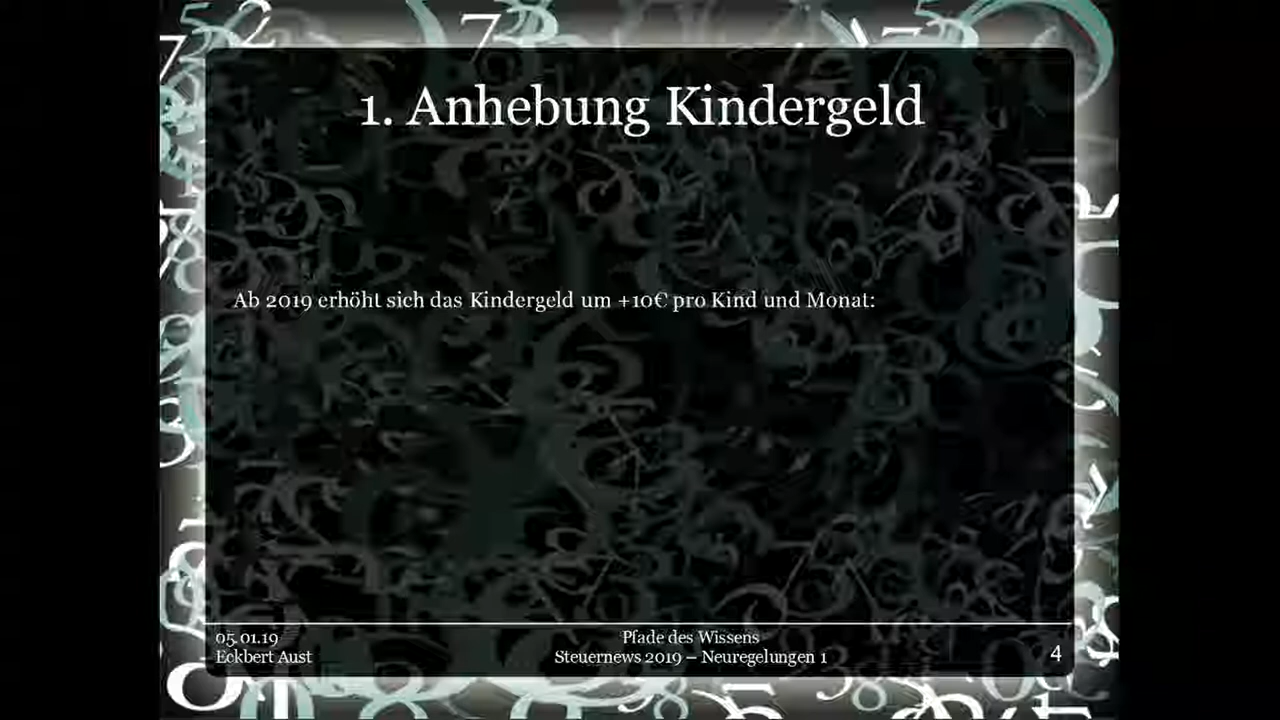 1. Anhebung Kindergeld
Ab 2019 erhöht sich das Kindergeld um +10€ pro Kind und Monat:
05.01.19
Eckbert Aust
Pfade des Wissens
Steuernews 2019 – Neuregelungen 1
4